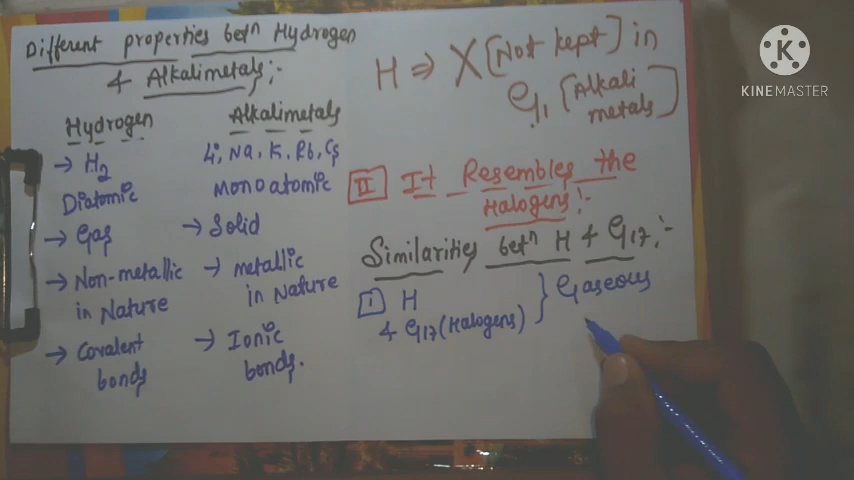 Different properties betn Hydrogen
& Alkalimetals:-
Hydrogen
→ H2
Diatomic
→ Gas
→ Non-metallic
in Nature
→ Covalent
bonds
Alkalimetals
Li, Na, K, Rb, Cs
Monoatomic
→ Solid
→ metallic
in Nature
→ Ionic
bonds.
H ⇒ X [Not kept] in
G1 [Alkali
metals]
II It Resembles the
Halogens:-
Similarities betn H & G17:-
1 H
& G17 (Halogens) } Gaseous
K
KINEMASTER